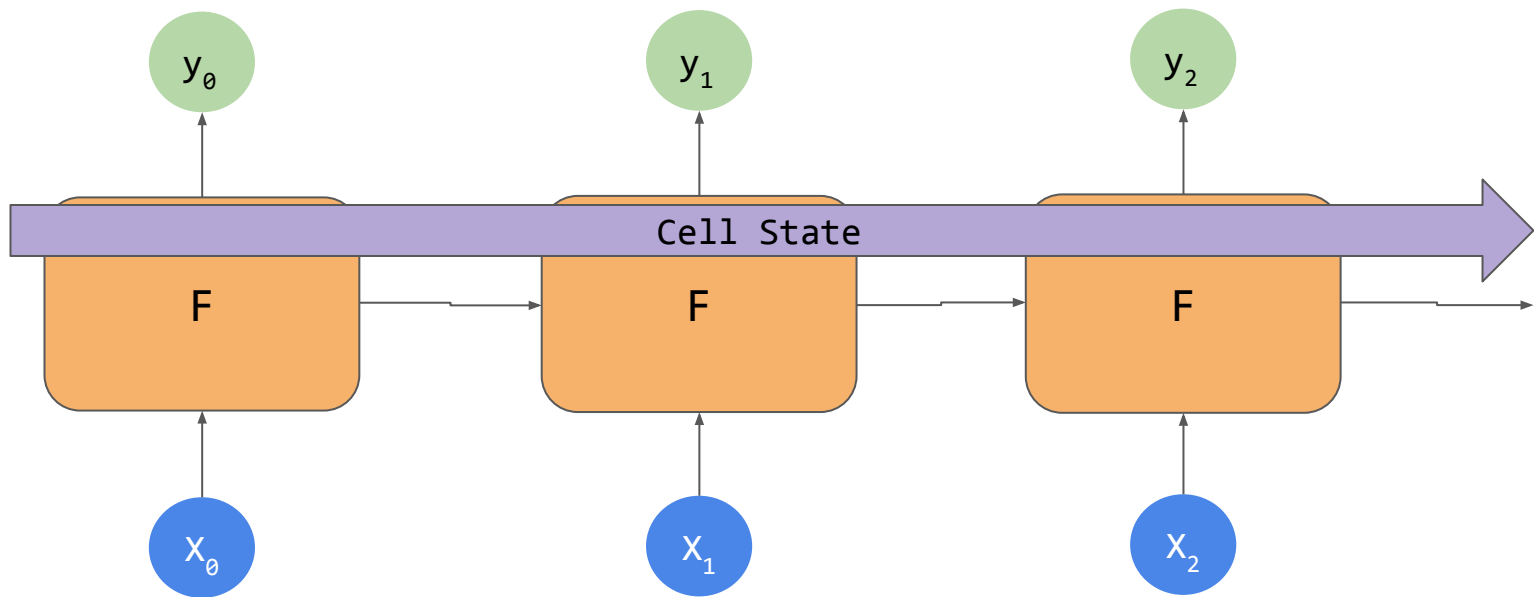 y₀ y₁ y₂
Cell State
F F F
X₀ X₁ X₂